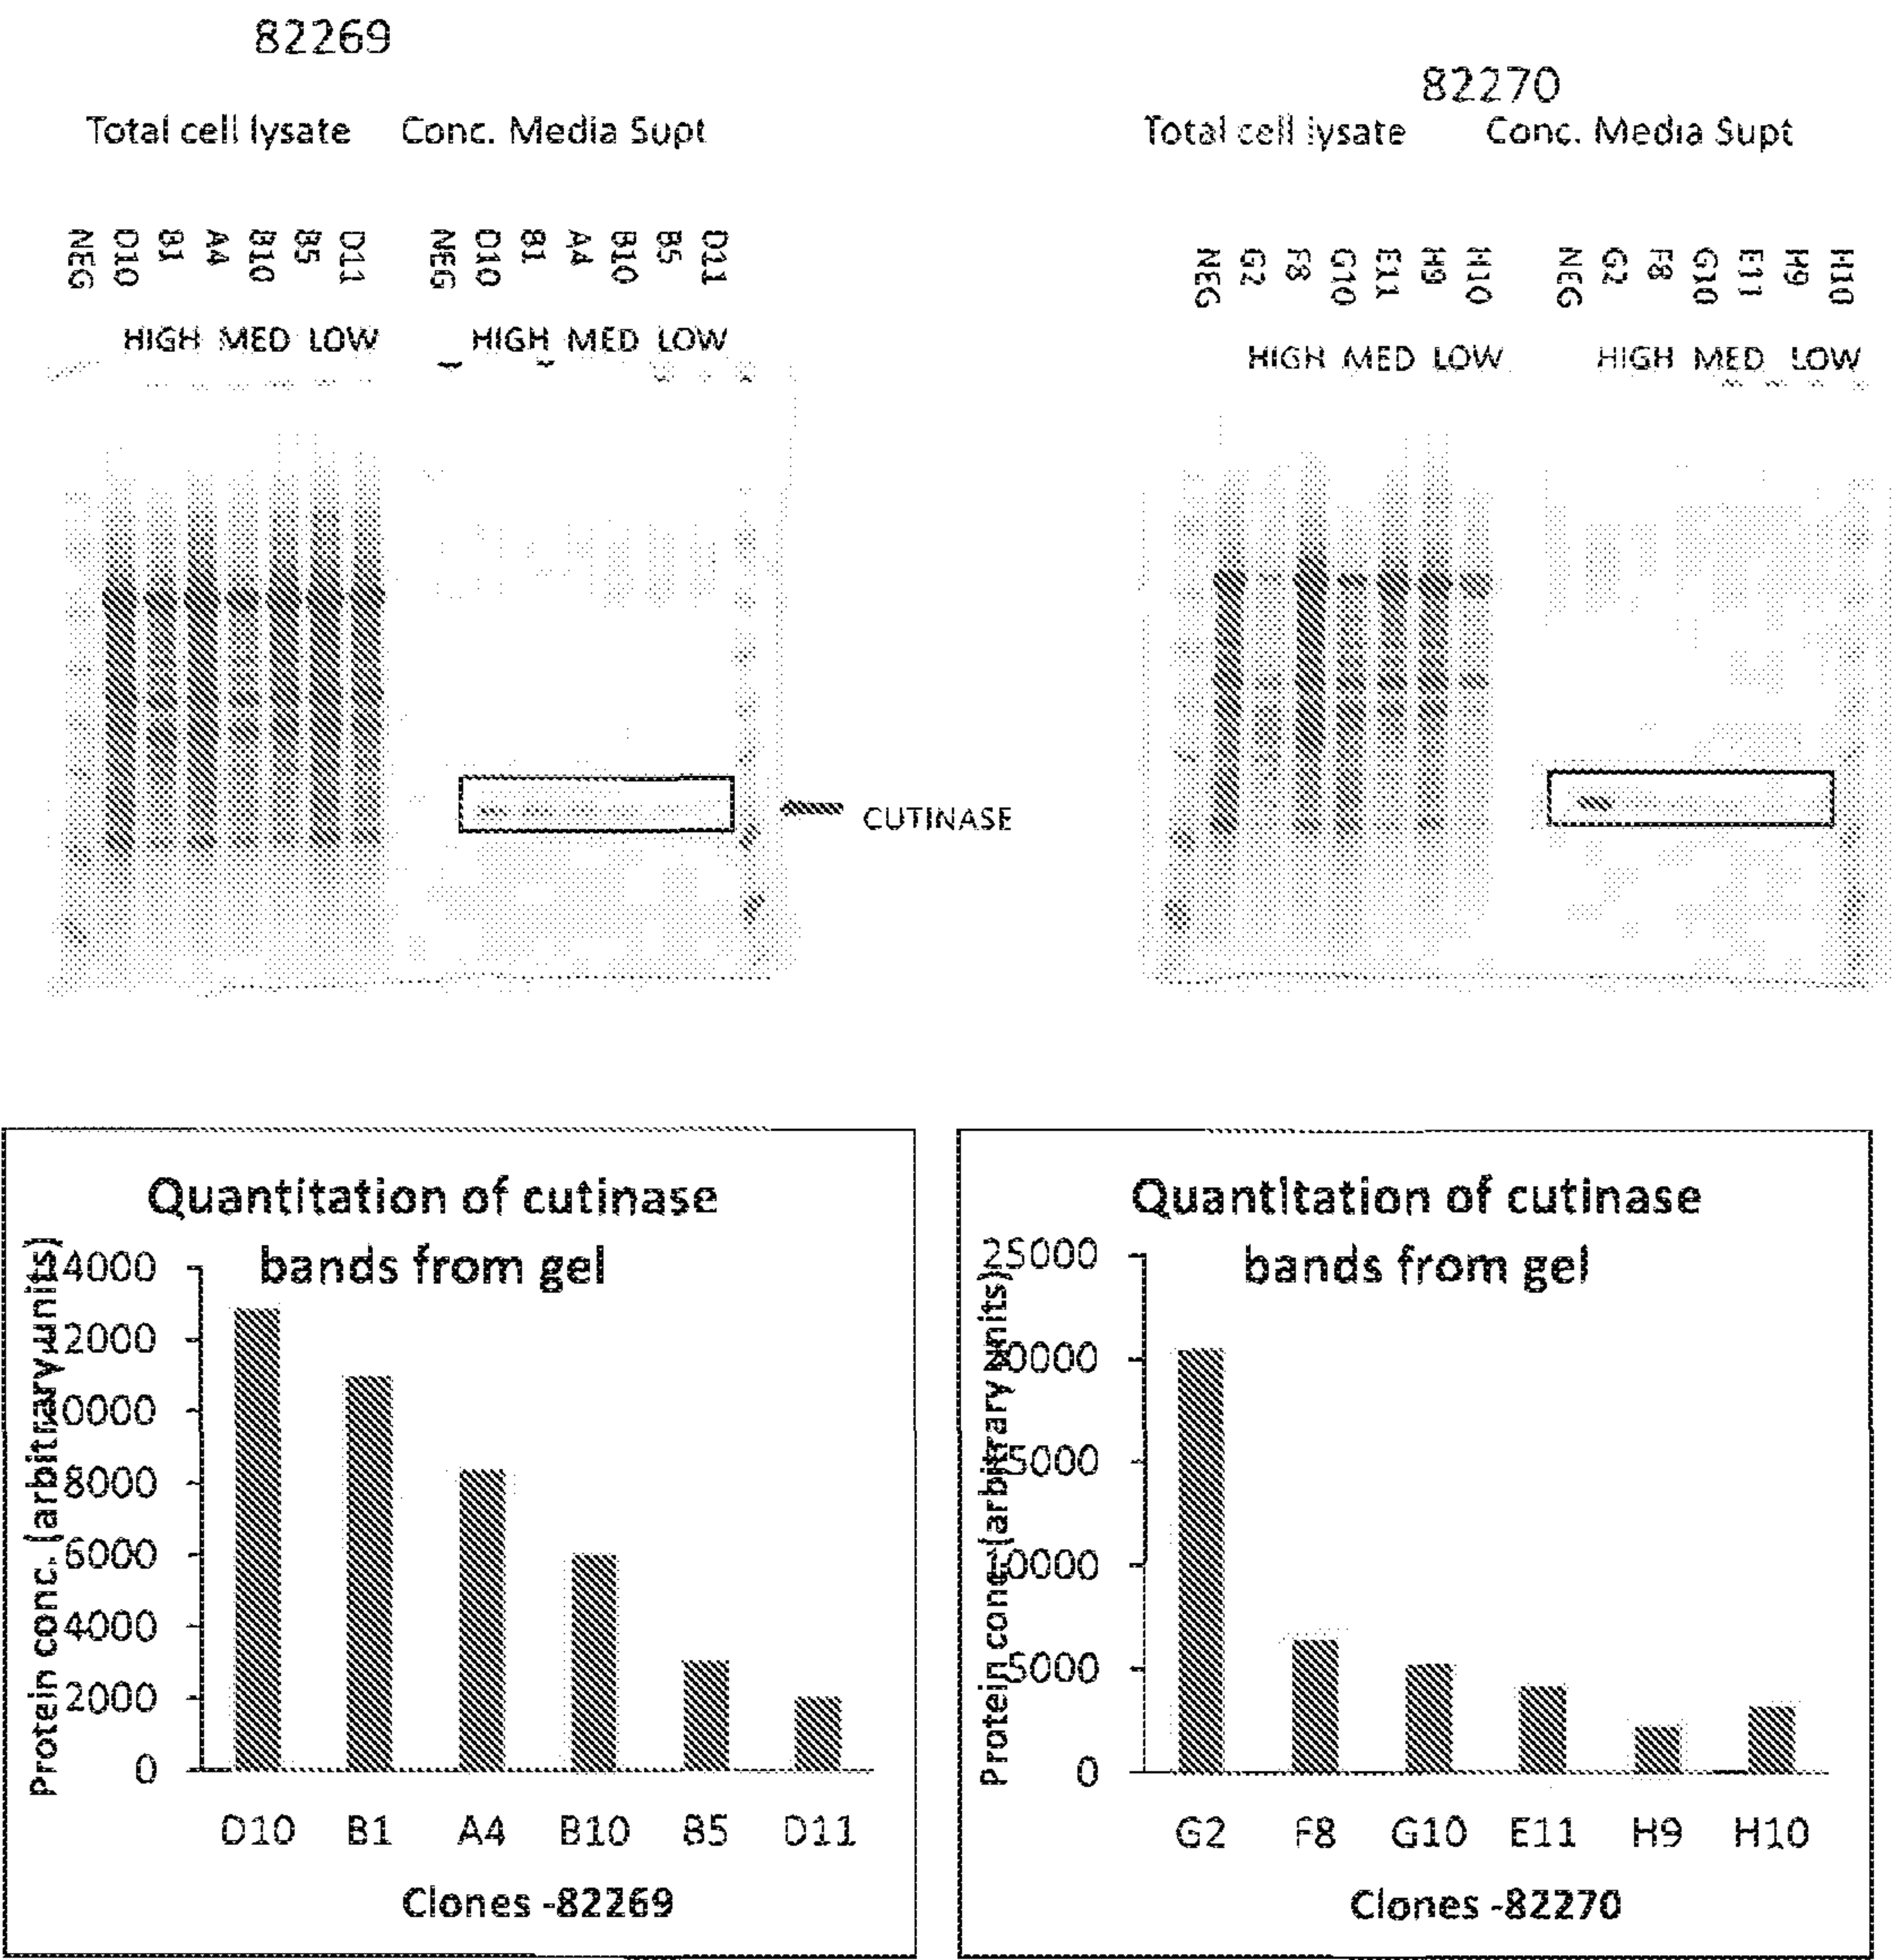 82269
Total cell lysate Conc. Media Supt
NEG D10 B1 A4 B10 B5 D11 NEG D10 B1 A4 B10 B5 D11
HIGH MED LOW HIGH MED LOW
CUTINASE
82270
Total cell lysate Conc. Media Supt
NEG G2 F8 G10 E11 H9 H10 NEG G2 F8 G10 E11 H9 H10
HIGH MED LOW HIGH MED LOW
Quantitation of cutinase
bands from gel
Protein conc. (arbitrary units)
14000
12000
10000
8000
6000
4000
2000
0
D10 B1 A4 B10 B5 D11
Clones -82269
Quantitation of cutinase
bands from gel
Protein conc. (arbitrary units)
25000
20000
15000
10000
5000
0
G2 F8 G10 E11 H9 H10
Clones -82270